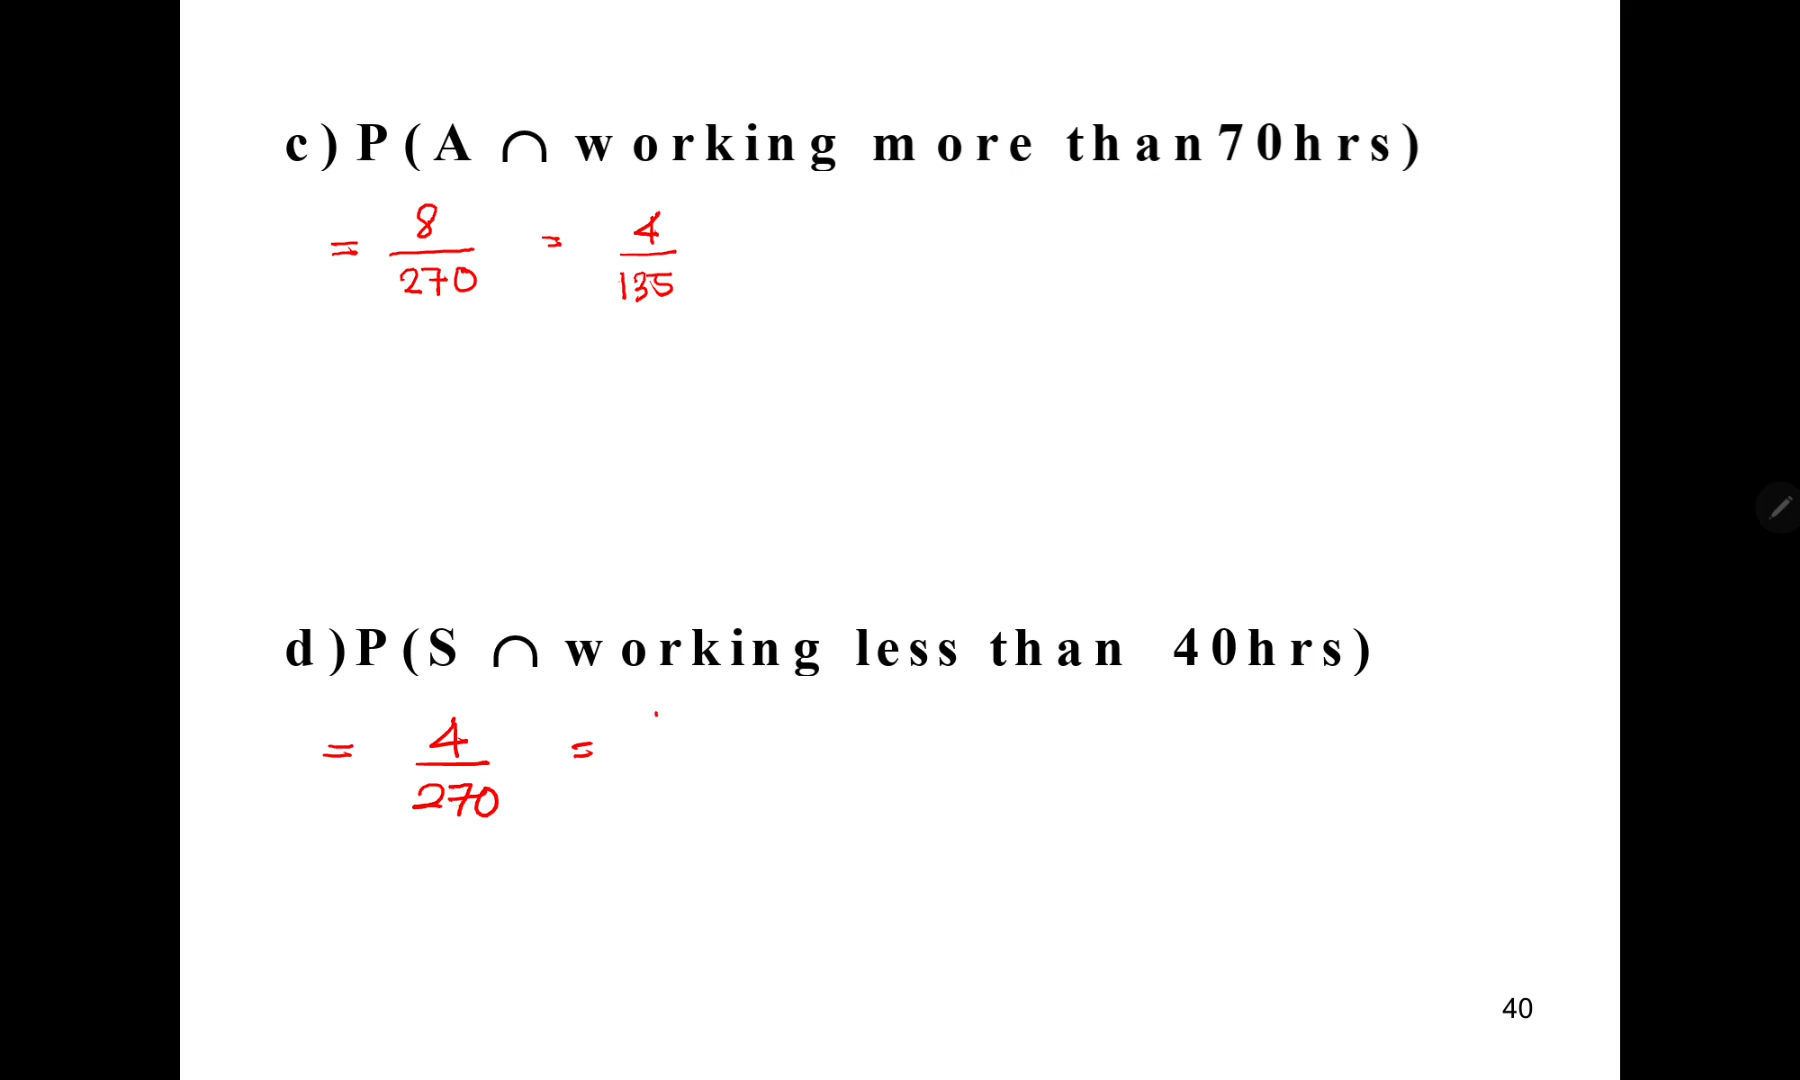 c) P(A ∩ working more than70hrs)
= 8/270 = 4/135
d)P(S ∩ working less than 40hrs)
= 4/270 =
40